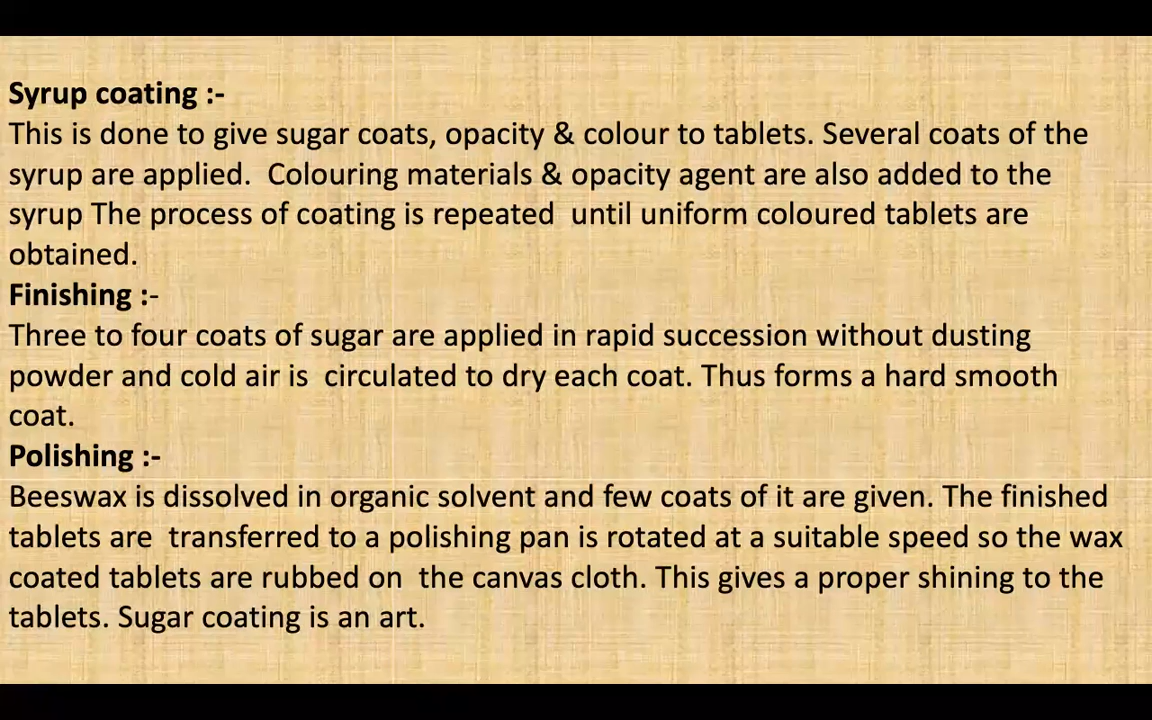 Syrup coating :-
This is done to give sugar coats, opacity & colour to tablets. Several coats of the
syrup are applied.  Colouring materials & opacity agent are also added to the
syrup The process of coating is repeated  until uniform coloured tablets are
obtained.
Finishing :-
Three to four coats of sugar are applied in rapid succession without dusting
powder and cold air is  circulated to dry each coat. Thus forms a hard smooth
coat.
Polishing :-
Beeswax is dissolved in organic solvent and few coats of it are given. The finished
tablets are  transferred to a polishing pan is rotated at a suitable speed so the wax
coated tablets are rubbed on  the canvas cloth. This gives a proper shining to the
tablets. Sugar coating is an art.